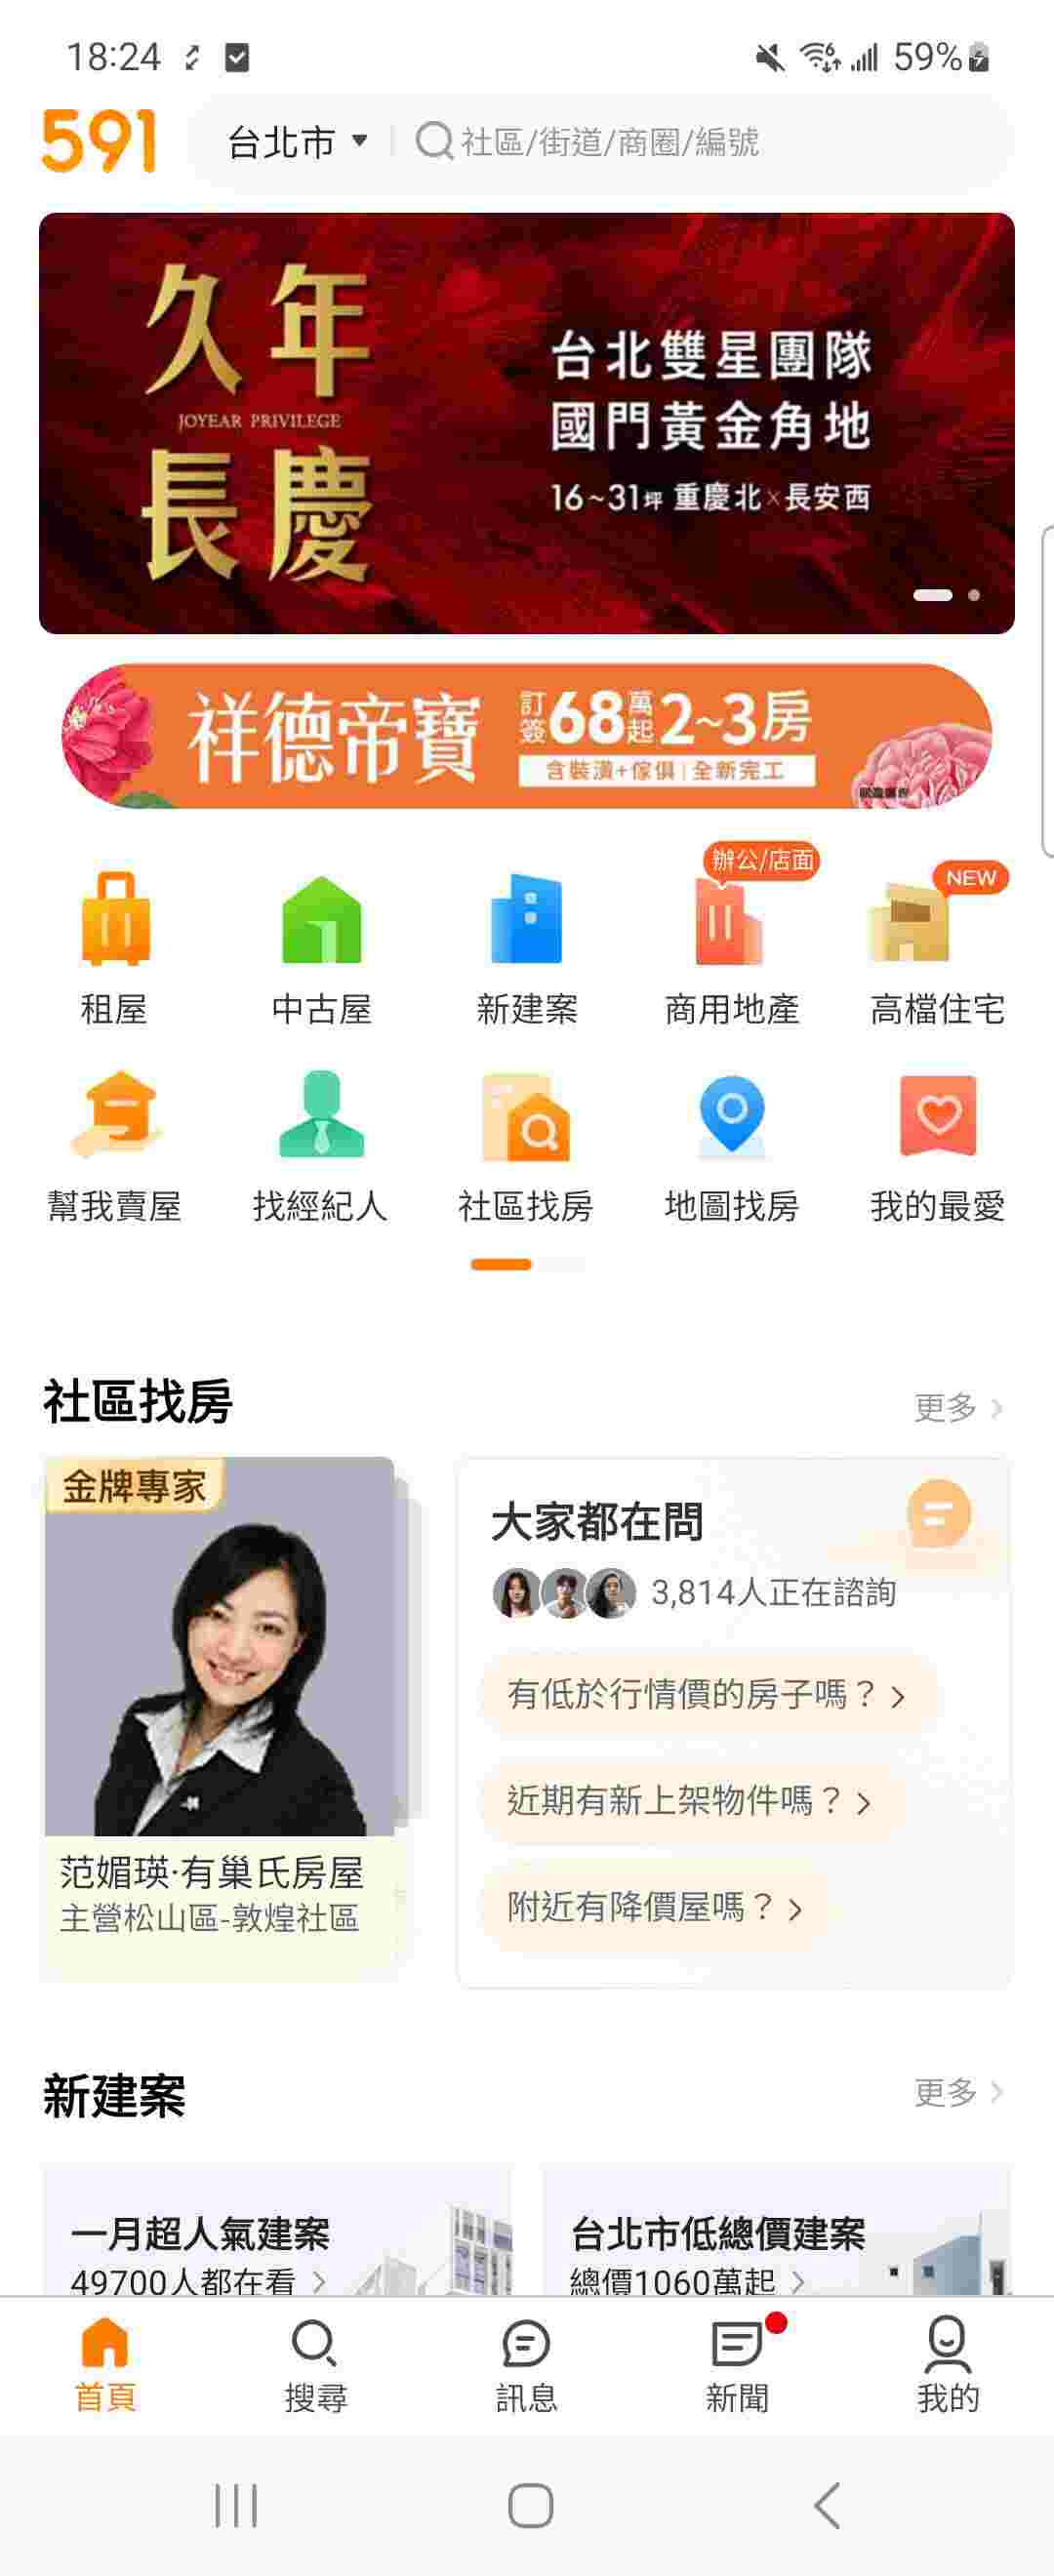 18:24
59%
591
台北市
社區/街道/商圈/編號
久年
JOYEAR PRIVILEGE
長慶
台北雙星團隊
國門黃金角地
16~31坪 重慶北×長安西
祥德帝寶
訂簽68萬起2~3房
含裝潢+傢俱|全新完工
辦公/店面
NEW
租屋
中古屋
新建案
商用地產
高檔住宅
幫我賣屋
找經紀人
社區找房
地圖找房
我的最愛
社區找房
更多
金牌專家
范媚瑛·有巢氏房屋
主營松山區-敦煌社區
大家都在問
3,814人正在諮詢
有低於行情價的房子嗎？
近期有新上架物件嗎？
附近有降價屋嗎？
新建案
更多
一月超人氣建案
49700人都在看
台北市低總價建案
總價1060萬起
首頁
搜尋
訊息
新聞
我的